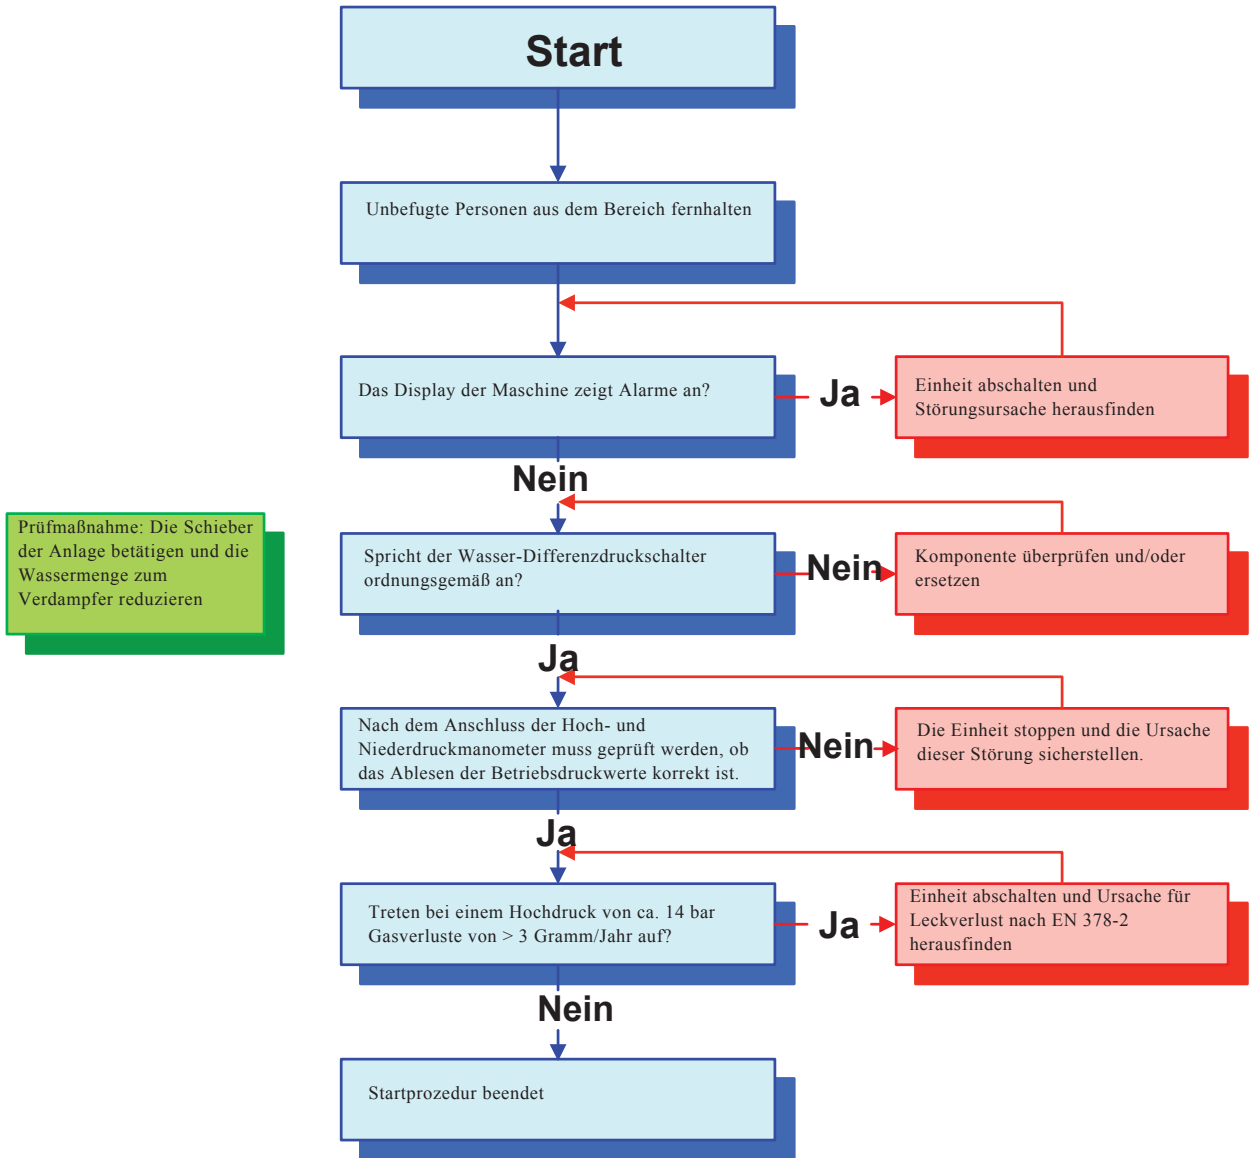 Start
Unbefugte Personen aus dem Bereich fernhalten
Das Display der Maschine zeigt Alarme an?
Ja
Einheit abschalten und
Störungsursache herausfinden
Nein
Prüfmaßnahme: Die Schieber
der Anlage betätigen und die
Wassermenge zum
Verdampfer reduzieren
Spricht der Wasser-Differenzdruckschalter
ordnungsgemäß an?
Nein
Komponente überprüfen und/oder
ersetzen
Ja
Nach dem Anschluss der Hoch- und
Niederdruckmanometer muss geprüft werden, ob
das Ablesen der Betriebsdruckwerte korrekt ist.
Nein
Die Einheit stoppen und die Ursache
dieser Störung sicherstellen.
Ja
Treten bei einem Hochdruck von ca. 14 bar
Gasverluste von > 3 Gramm/Jahr auf?
Ja
Einheit abschalten und Ursache für
Leckverlust nach EN 378-2
herausfinden
Nein
Startprozedur beendet